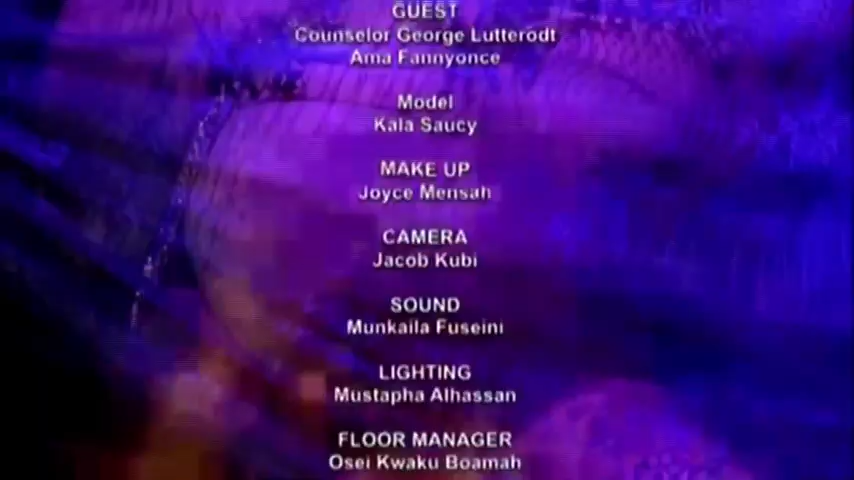 GUEST
Counselor George Lutterodt
Ama Fannyonce
Model
Kala Saucy
MAKE UP
Joyce Mensah
CAMERA
Jacob Kubi
SOUND
Munkaila Fuseini
LIGHTING
Mustapha Alhassan
FLOOR MANAGER
Osei Kwaku Boamah